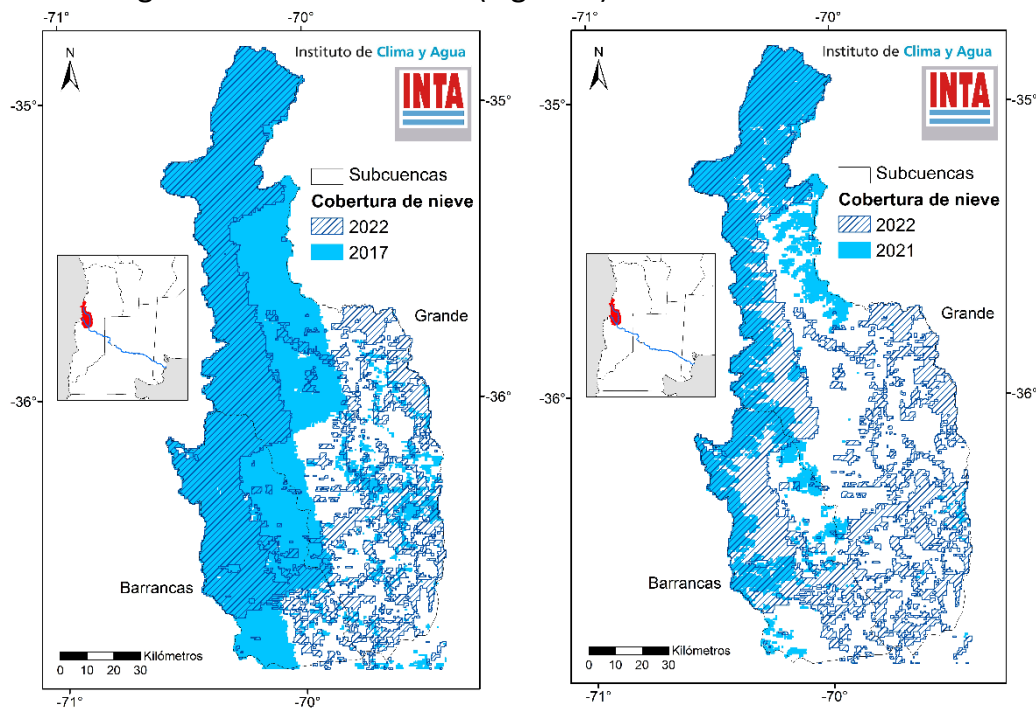 -71°
-70°
N
Instituto de Clima y Agua
INTA
-35°
-35°
Subcuencas
Cobertura de nieve
2022
2017
Grande
-36°
-36°
Barrancas
Kilómetros
0 10 20 30
-71°
-70°
-71°
-70°
N
Instituto de Clima y Agua
INTA
-35°
Subcuencas
Cobertura de nieve
2022
2021
Grande
-36°
Barrancas
Kilómetros
0 10 20 30
-71°
-70°